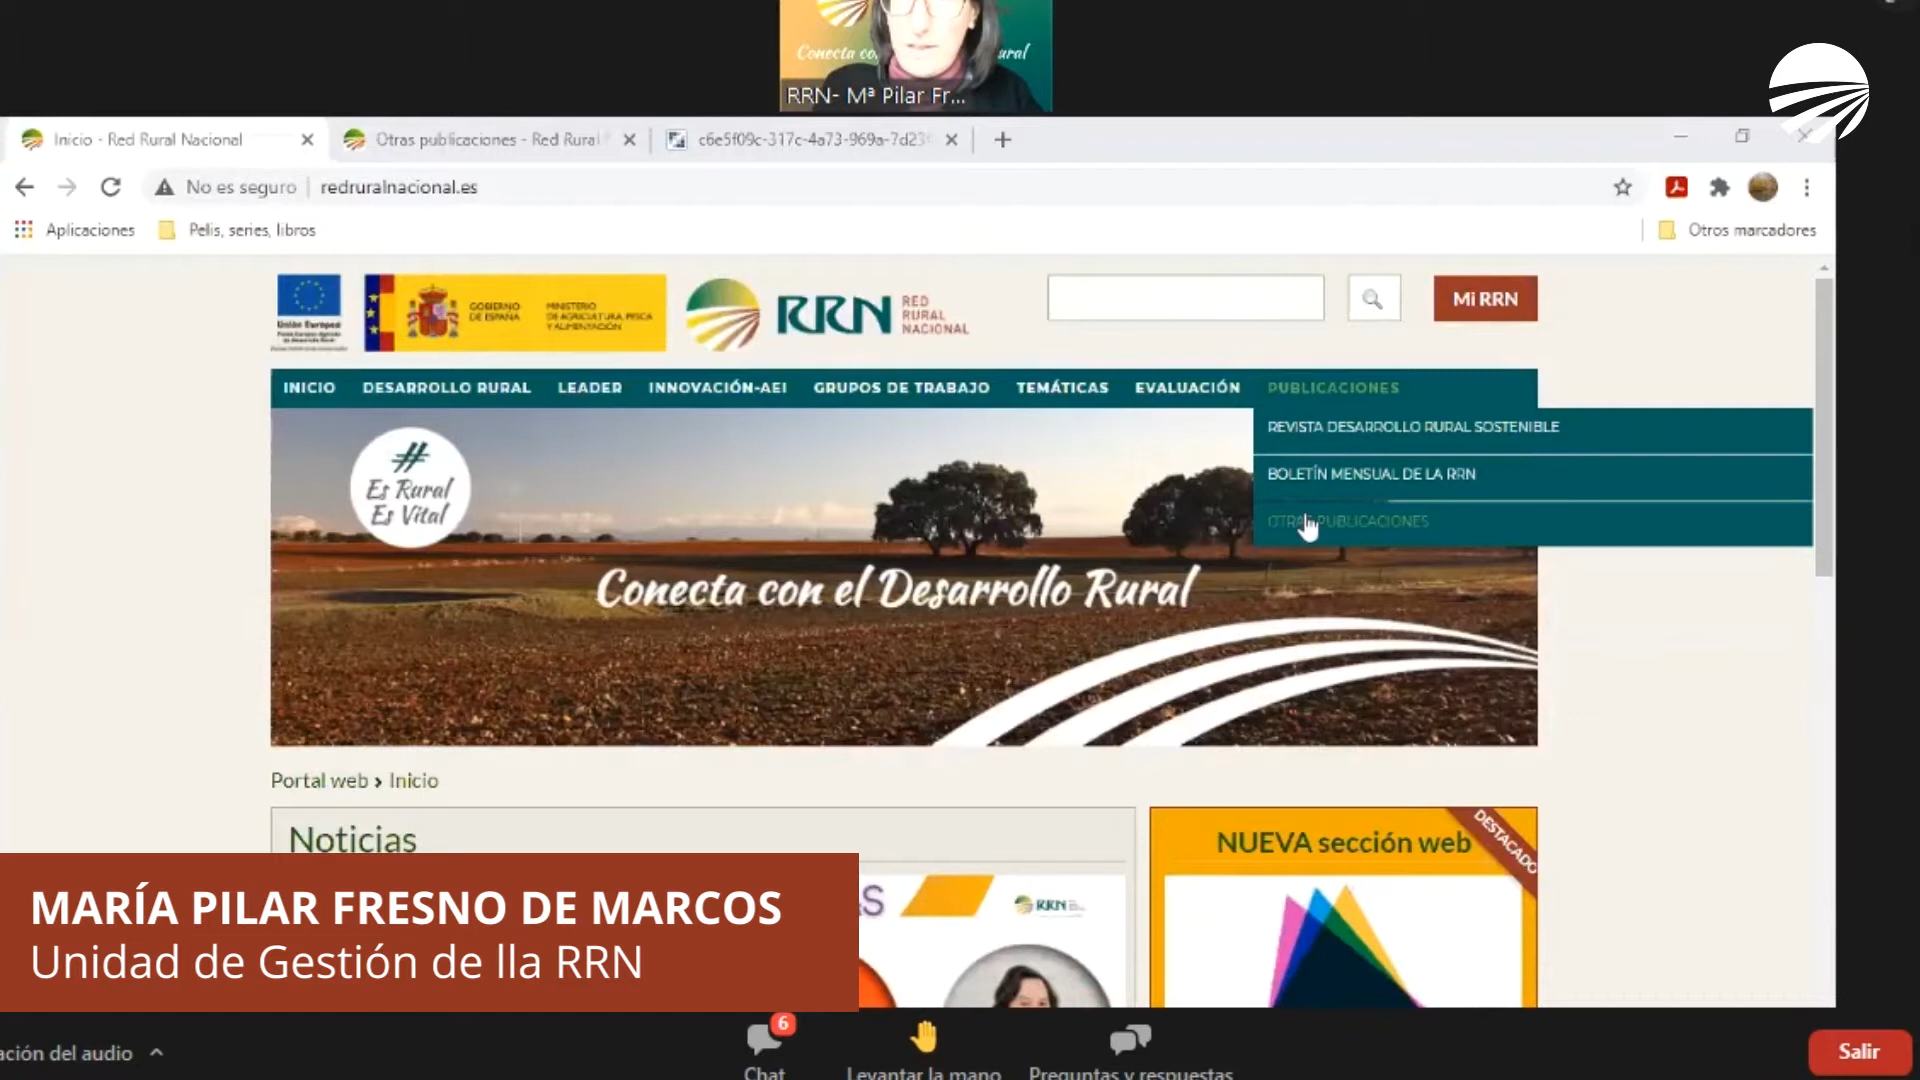 Conecta co
ural
RRN- Mª Pilar Fr...
Inicio - Red Rural Nacional
Otras publicaciones - Red Rural
c6e5f09c-317c-4a73-969a-7d23
No es seguro
redruralnacional.es
Aplicaciones
Pelis, series, libros
Otros marcadores
Unión Europea
GOBIERNO
DE ESPAÑA
MINISTERIO
DE AGRICULTURA, PESCA
Y ALIMENTACIÓN
RRN
RED
RURAL
NACIONAL
Mi RRN
INICIO DESARROLLO RURAL LEADER INNOVACIÓN-AEI GRUPOS DE TRABAJO TEMÁTICAS EVALUACIÓN PUBLICACIONES
REVISTA DESARROLLO RURAL SOSTENIBLE
BOLETÍN MENSUAL DE LA RRN
OTRAS PUBLICACIONES
#
Es Rural
Es Vital
Conecta con el Desarrollo Rural
Portal web › Inicio
Noticias
NUEVA sección web
DESTACADO
AS
RRN
MARÍA PILAR FRESNO DE MARCOS
Unidad de Gestión de lla RRN
ación del audio
6
Chat
Levantar la mano
Preguntas y respuestas
Salir